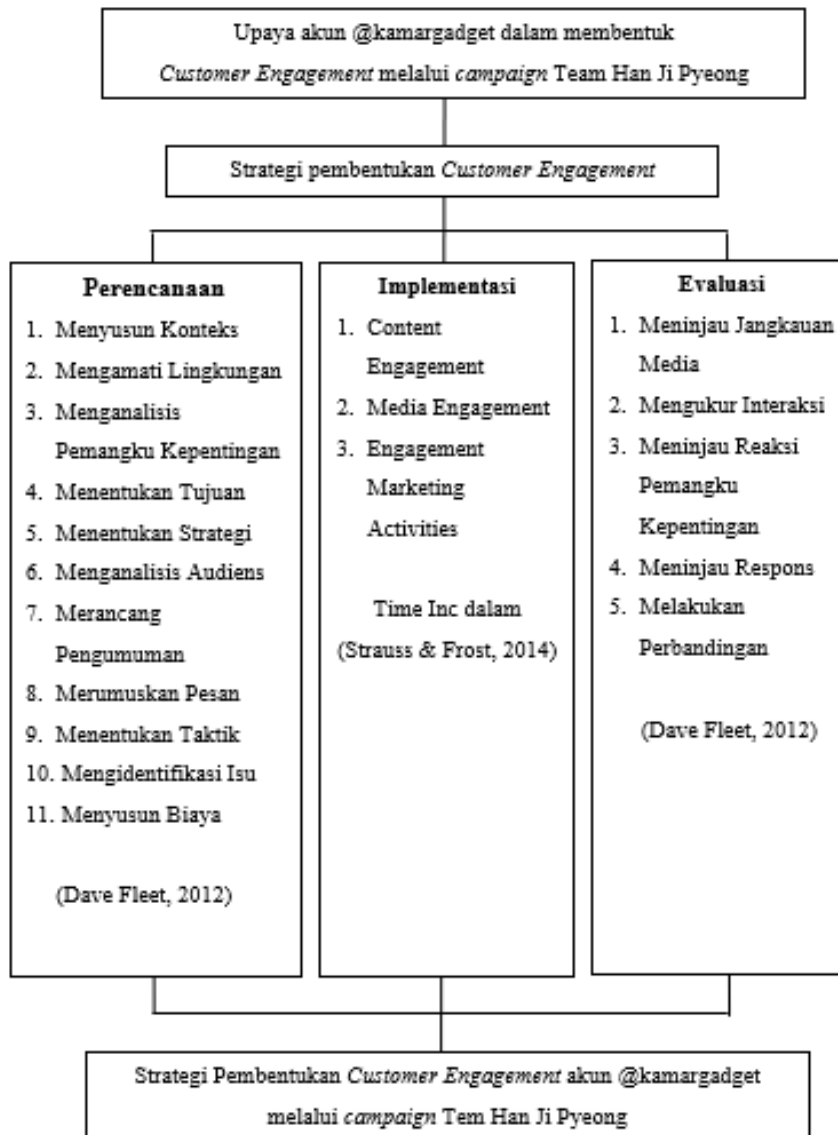 Upaya akun @kamargadget dalam membentuk
Customer Engagement melalui campaign Team Han Ji Pyeong
Strategi pembentukan Customer Engagement
Perencanaan
1. Menyusun Konteks
2. Mengamati Lingkungan
3. Menganalisis
Pemangku Kepentingan
4. Menentukan Tujuan
5. Menentukan Strategi
6. Menganalisis Audiens
7. Merancang
Pengumuman
8. Merumuskan Pesan
9. Menentukan Taktik
10. Mengidentifikasi Isu
11. Menyusun Biaya
(Dave Fleet, 2012)
Implementasi
1. Content
Engagement
2. Media Engagement
3. Engagement
Marketing
Activities
Time Inc dalam
(Strauss & Frost, 2014)
Evaluasi
1. Meninjau Jangkauan
Media
2. Mengukur Interaksi
3. Meninjau Reaksi
Pemangku
Kepentingan
4. Meninjau Respons
5. Melakukan
Perbandingan
(Dave Fleet, 2012)
Strategi Pembentukan Customer Engagement akun @kamargadget
melalui campaign Tem Han Ji Pyeong